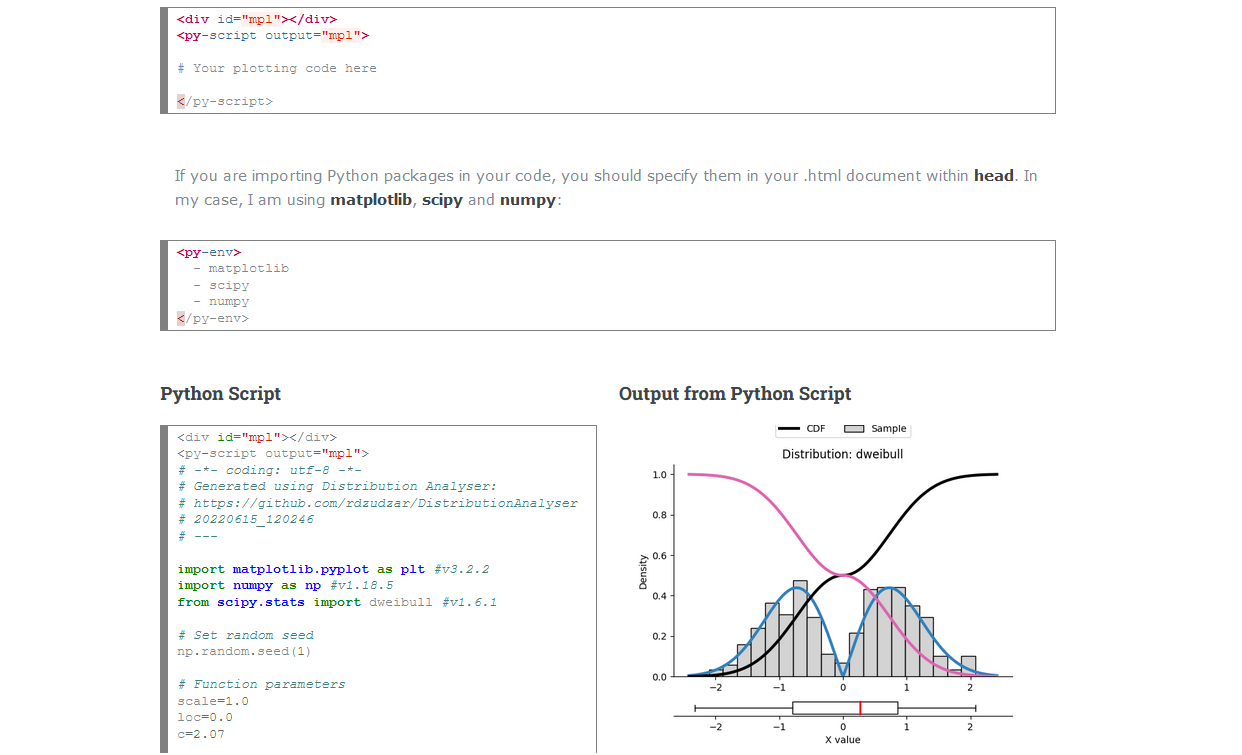 <div id="mpl"></div>
<py-script output="mpl">
# Your plotting code here
</py-script>
If you are importing Python packages in your code, you should specify them in your .html document within head. In
my case, I am using matplotlib, scipy and numpy:
<py-env>
- matplotlib
- scipy
- numpy
</py-env>
Python Script
<div id="mpl"></div>
<py-script output="mpl">
# -*- coding: utf-8 -*-
# Generated using Distribution Analyser:
# https://github.com/rdzudzar/DistributionAnalyser
# 20220615_120246
# ---
import matplotlib.pyplot as plt #v3.2.2
import numpy as np #v1.18.5
from scipy.stats import dweibull #v1.6.1
# Set random seed
np.random.seed(1)
# Function parameters
scale=1.0
loc=0.0
c=2.07
Output from Python Script
CDF Sample
Distribution: dweibull
1.0
0.8
0.6
0.4
0.2
0.0
Density
−2 −1 0 1 2
−2 −1 0 1 2
X value